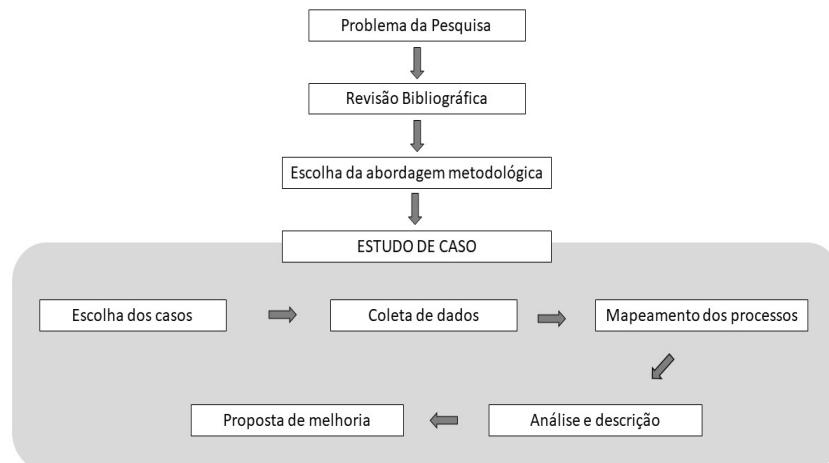 Problema da Pesquisa
Revisão Bibliográfica
Escolha da abordagem metodológica
ESTUDO DE CASO
Escolha dos casos
Coleta de dados
Mapeamento dos processos
Proposta de melhoria
Análise e descrição